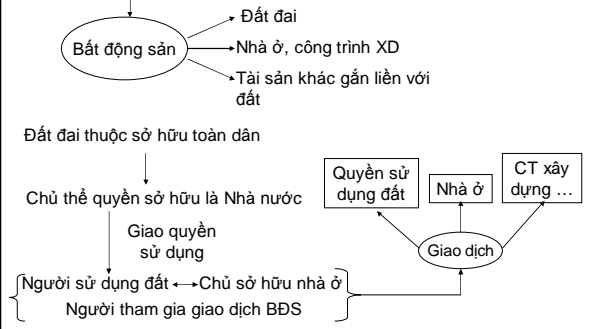 Đất đai
Bất động sản
Nhà ở, công trình XD
Tài sản khác gắn liền với
đất
Đất đai thuộc sở hữu toàn dân
Chủ thể quyền sở hữu là Nhà nước
Giao quyền
sử dụng
Người sử dụng đất
Chủ sở hữu nhà ở
Người tham gia giao dịch BĐS
Quyền sử
dụng đất
Nhà ở
CT xây
dựng ...
Giao dịch